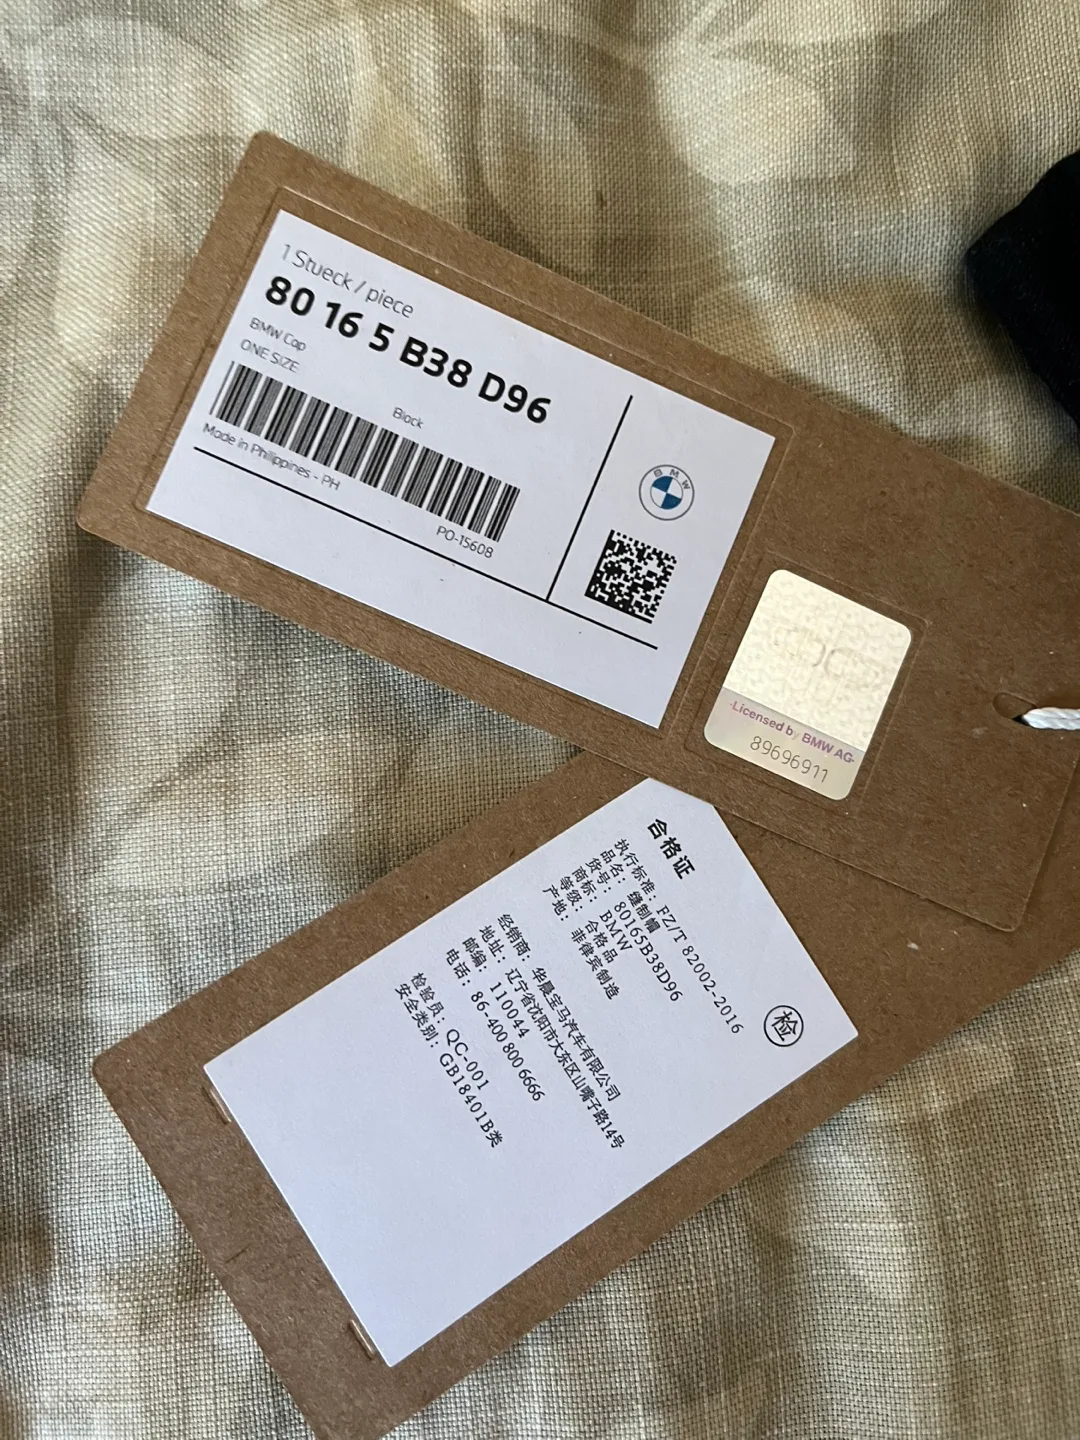 1 Stueck / piece
80 16 5 B38 D96
BMW Cap
ONE SIZE
Black
Made in Philippines - PH
PO-15608
BMW
Licensed by BMW AG
89696911
合格证
执行标准：FZ/T 82002-2016
品名：缝制帽
货号：80165B38D96
商标：BMW
等级：合格品
产地：菲律宾制造
检
经销商：华晨宝马汽车有限公司
地址：辽宁省沈阳市大东区山嘴子路14号
邮编：110044
电话：86-400 800 6666
检验员：QC-001
安全类别：GB18401B类